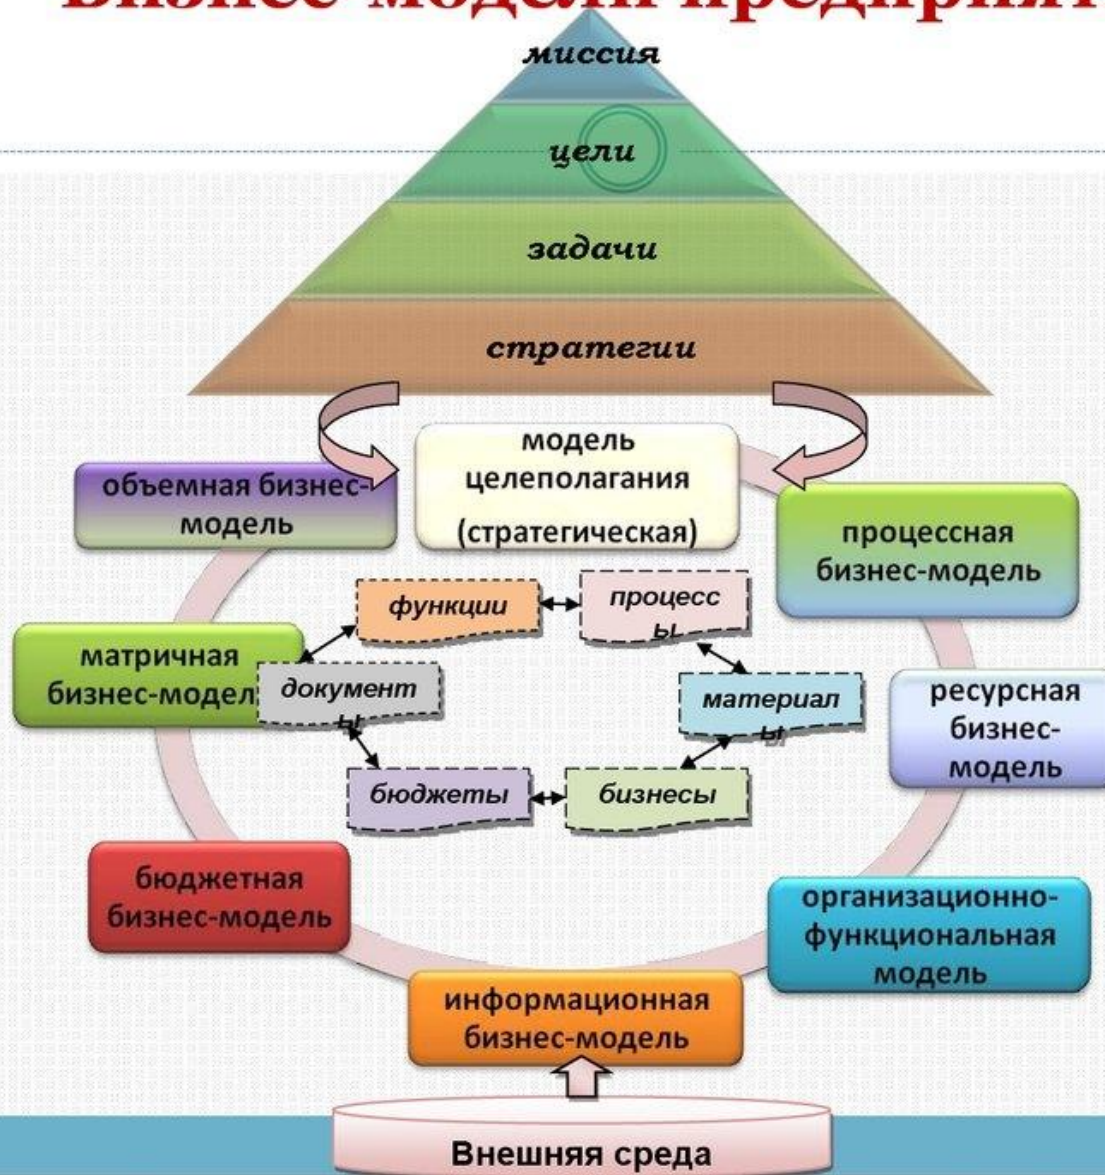 миссия
цели
задачи
стратегии
модель
целеполагания
(стратегическая)
объемная бизнес-
модель
процессная
бизнес-модель
функции
процесс
ы
матричная
бизнес-модел
документ
ы
материал
ы
ресурсная
бизнес-
модель
бюджеты
бизнесы
бюджетная
бизнес-модель
организационно-
функциональная
модель
информационная
бизнес-модель
Внешняя среда